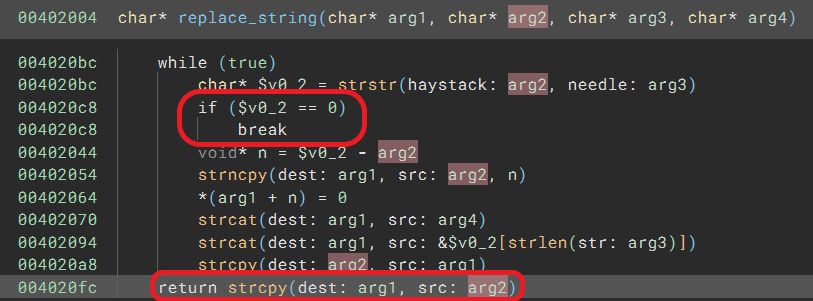 00402004 char* replace_string(char* arg1, char* arg2, char* arg3, char* arg4)
004020bc while (true)
004020bc char* $v0_2 = strstr(haystack: arg2, needle: arg3)
004020c8 if ($v0_2 == 0)
004020c8 break
00402044 void* n = $v0_2 - arg2
00402054 strncpy(dest: arg1, src: arg2, n)
00402064 *(arg1 + n) = 0
00402070 strcat(dest: arg1, src: arg4)
00402094 strcat(dest: arg1, src: &$v0_2[strlen(str: arg3)])
004020a8 strcpy(dest: arg2, src: arg1)
004020fc return strcpy(dest: arg1, src: arg2)